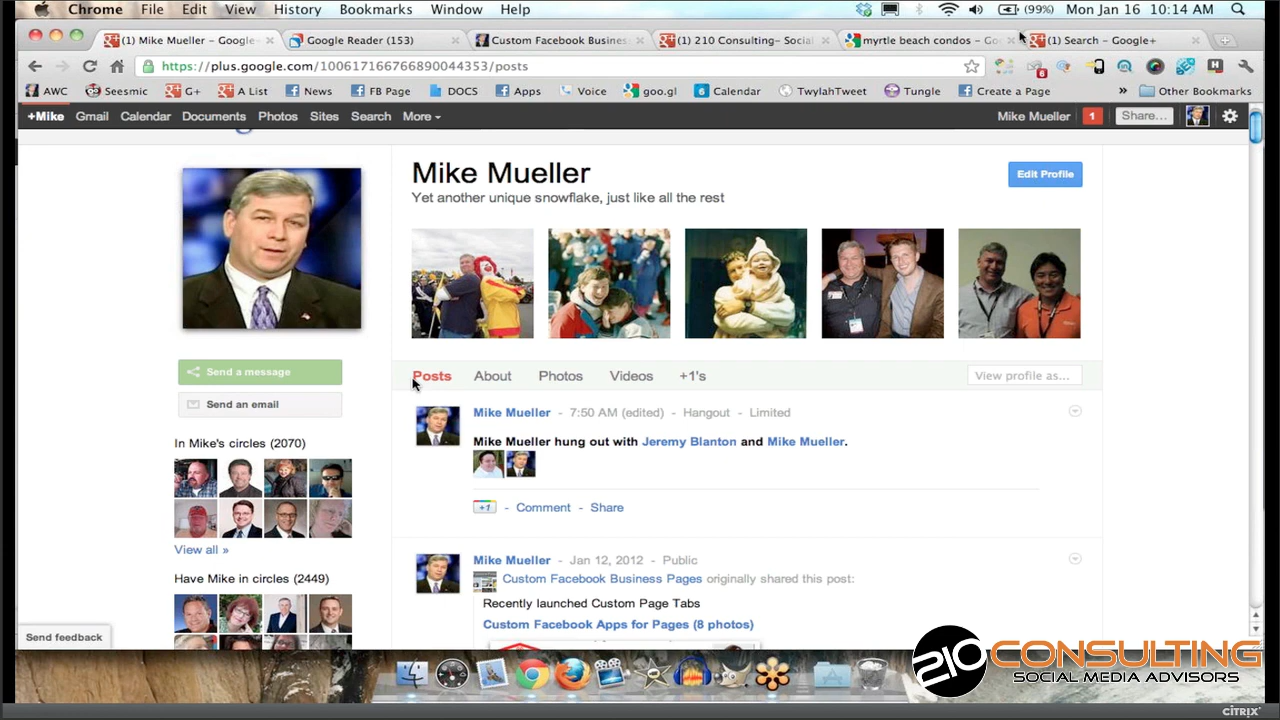 Chrome File Edit View History Bookmarks Window Help (99%) Mon Jan 16 10:14 AM
(1) Mike Mueller - Google Google Reader (153) Custom Facebook Busines (1) 210 Consulting- Social myrtle beach condos - Go (1) Search - Google+
https://plus.google.com/100617166766890044353/posts 6
AWC Seesmic G+ A List News FB Page DOCS Apps Voice goo.gl 6 Calendar TwylahTweet Tungle Create a Page » Other Bookmarks
+Mike Gmail Calendar Documents Photos Sites Search More Mike Mueller 1 Share...
Mike Mueller
Edit Profile
Yet another unique snowflake, just like all the rest
Send a message
Send an email
In Mike's circles (2070)
View all »
Have Mike in circles (2449)
Posts About Photos Videos +1's View profile as...
Mike Mueller - 7:50 AM (edited) - Hangout - Limited
Mike Mueller hung out with Jeremy Blanton and Mike Mueller.
+1 - Comment - Share
Mike Mueller - Jan 12, 2012 - Public
Custom Facebook Business Pages originally shared this post:
Recently launched Custom Page Tabs
Custom Facebook Apps for Pages (8 photos)
Send feedback
210 CONSULTING
SOCIAL MEDIA ADVISORS
CITRIX